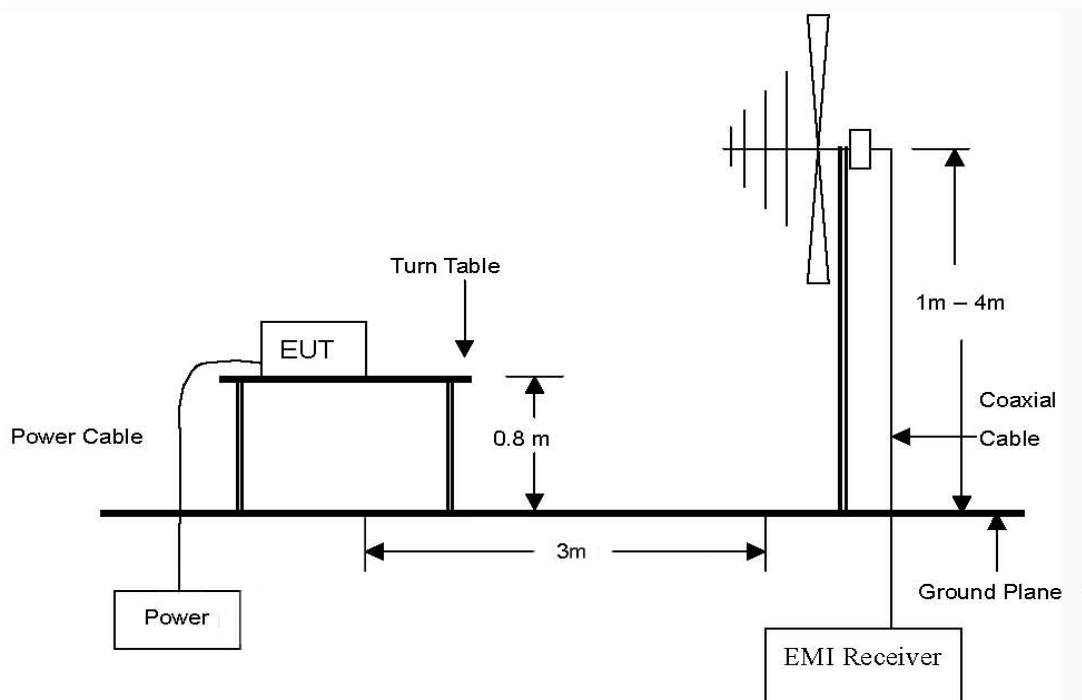 Turn Table
1m – 4m
EUT
Coaxial
Cable
Power Cable
0.8 m
3m
Ground Plane
Power
EMI Receiver